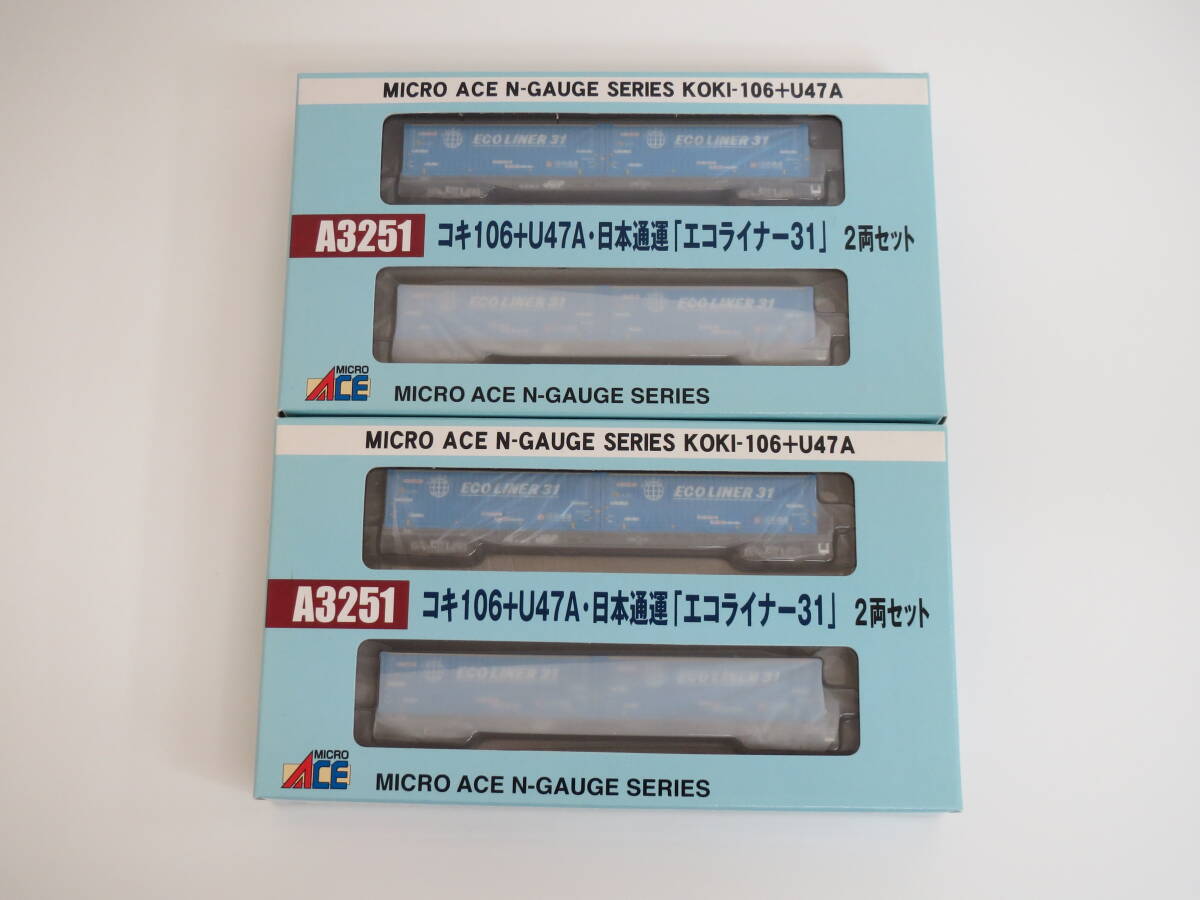 MICRO ACE N-GAUGE SERIES KOKI-106+U47A
ECO LINER 31 ECO LINER 31
A3251 コキ106+U47A・日本通運「エコライナー31」 2両セット
ECO LINER 31 ECO LINER 31
MICRO ACE MICRO ACE N-GAUGE SERIES
MICRO ACE N-GAUGE SERIES KOKI-106+U47A
ECO LINER 31 ECO LINER 31
A3251 コキ106+U47A・日本通運「エコライナー31」 2両セット
ECO LINER 31 ECO LINER 31
MICRO ACE MICRO ACE N-GAUGE SERIES